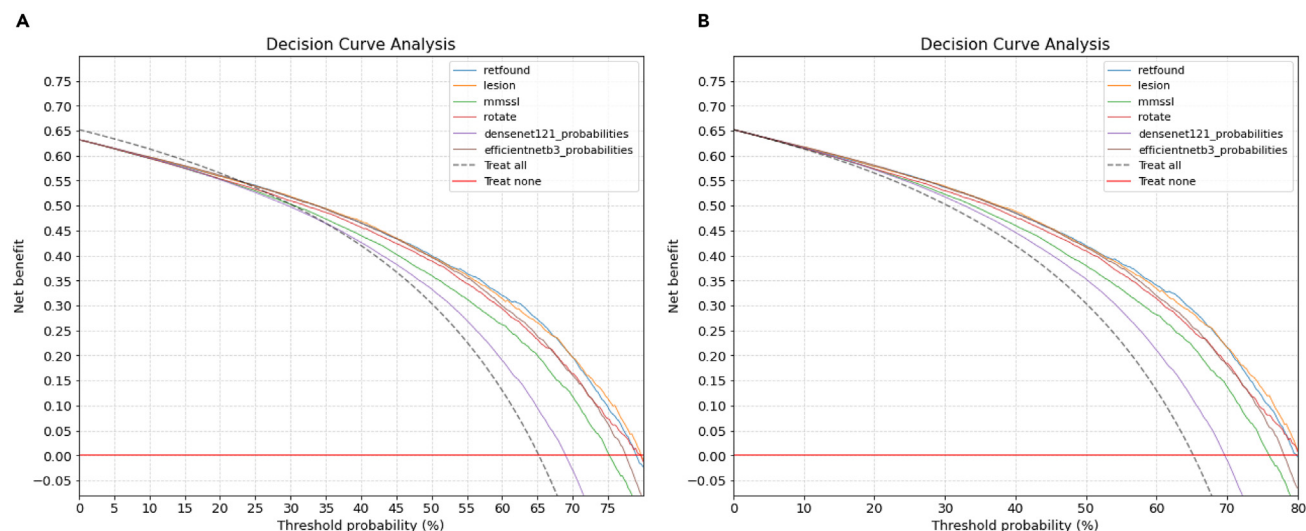 A
Decision Curve Analysis
Net benefit
0.75
0.70
0.65
0.60
0.55
0.50
0.45
0.40
0.35
0.30
0.25
0.20
0.15
0.10
0.05
0.00
−0.05
retfound
lesion
mmssl
rotate
densenet121_probabilities
efficientnetb3_probabilities
Treat all
Treat none
0 5 10 15 20 25 30 35 40 45 50 55 60 65 70 75
Threshold probability (%)
B
Decision Curve Analysis
Net benefit
0.75
0.70
0.65
0.60
0.55
0.50
0.45
0.40
0.35
0.30
0.25
0.20
0.15
0.10
0.05
0.00
−0.05
retfound
lesion
mmssl
rotate
densenet121_probabilities
efficientnetb3_probabilities
Treat all
Treat none
0 10 20 30 40 50 60 70 80
Threshold probability (%)